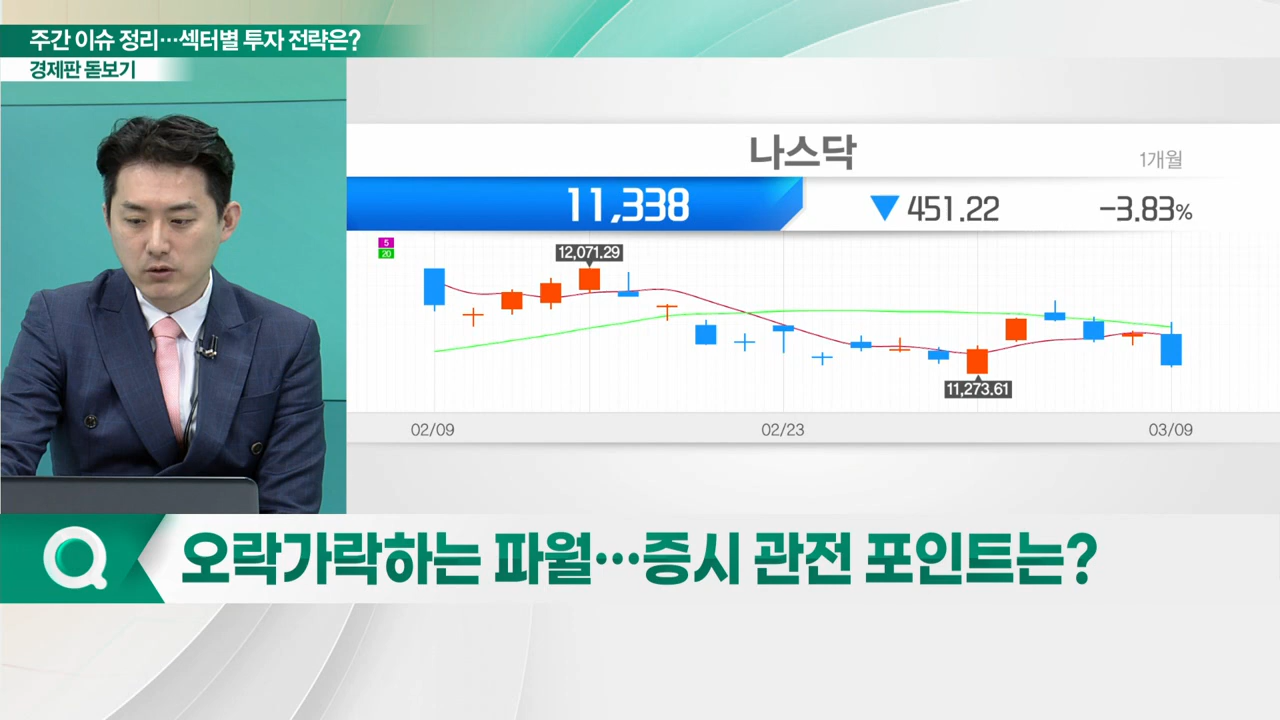 주간 이슈 정리…섹터별 투자 전략은?
경제판 돋보기
나스닥
1개월
11,338
▼ 451.22
-3.83%
5
20
12,071.29
11,273.61
02/09
02/23
03/09
오락가락하는 파월…증시 관전 포인트는?